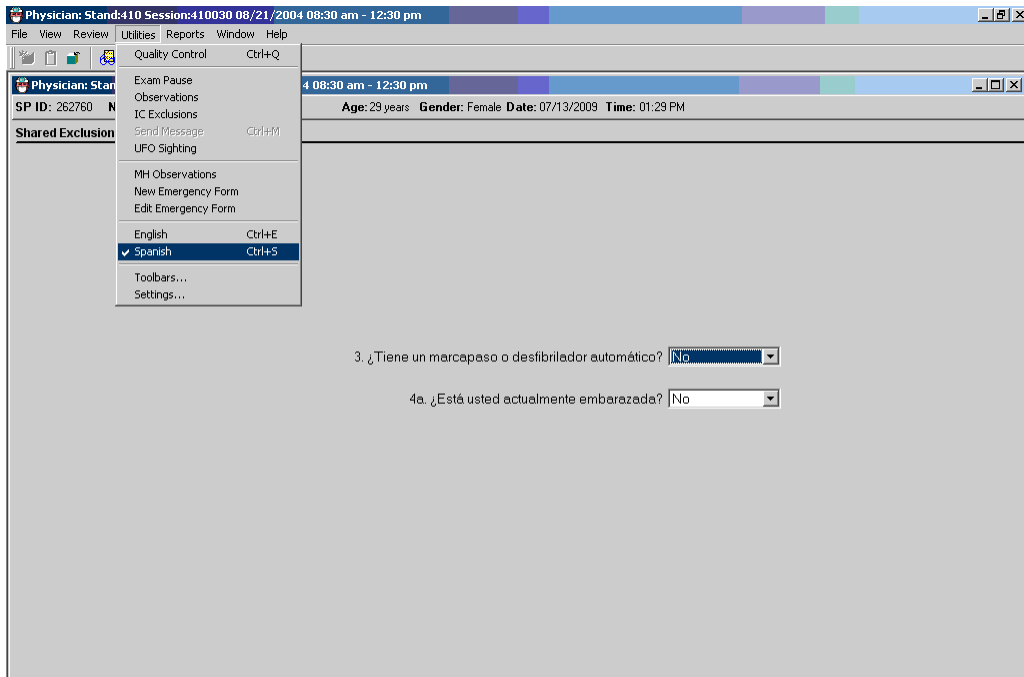 Physician: Stand:410 Session:410030 08/21/2004 08:30 am - 12:30 pm
File View Review Utilities Reports Window Help
Quality Control Ctrl+Q
Exam Pause
Observations
IC Exclusions
Send Message Ctrl+M
UFO Sighting
MH Observations
New Emergency Form
Edit Emergency Form
English Ctrl+E
Spanish Ctrl+S
Toolbars...
Settings...
Physician: Stan 4 08:30 am - 12:30 pm
SP ID: 262760 N Age: 29 years Gender: Female Date: 07/13/2009 Time: 01:29 PM
Shared Exclusion
3. ¿Tiene un marcapaso o desfibrilador automático? No
4a. ¿Está usted actualmente embarazada? No